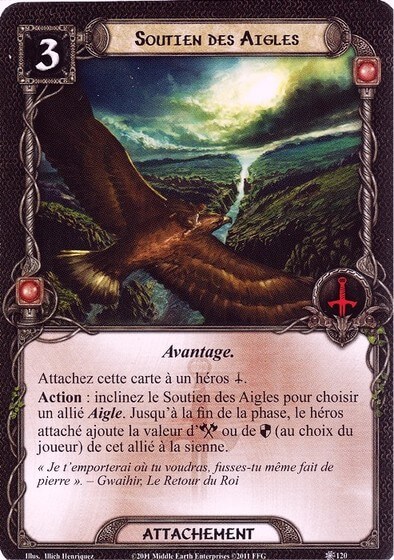 3
SOUTIEN DES AIGLES
Avantage.
Attachez cette carte à un héros .
Action : inclinez le Soutien des Aigles pour choisir
un allié Aigle. Jusqu'à la fin de la phase, le héros
attaché ajoute la valeur d' ou de (au choix du
joueur) de cet allié à la sienne.
« Je t'emporterai où tu voudras, fusses-tu même fait de
pierre ». – Gwaihir, Le Retour du Roi
ATTACHEMENT
Illus. Illich Henriquez ©2011 Middle Earth Enterprises ©2011 FFG 120